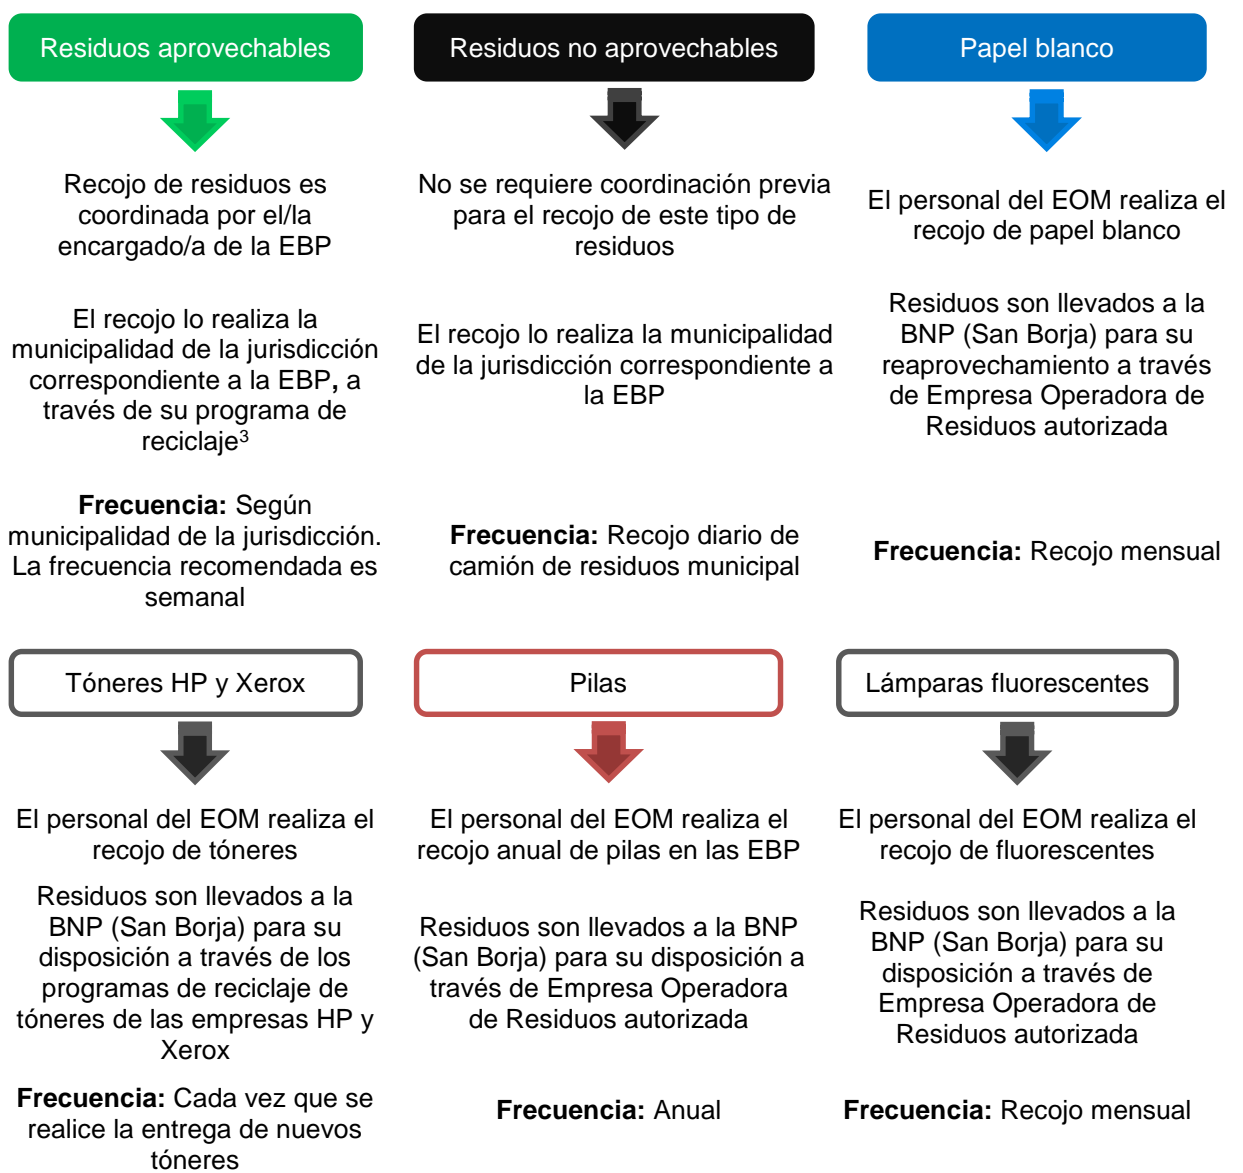 Residuos aprovechables
Recojo de residuos es
coordinada por el/la
encargado/a de la EBP
El recojo lo realiza la
municipalidad de la jurisdicción
correspondiente a la EBP, a
través de su programa de
reciclaje³
Frecuencia: Según
municipalidad de la jurisdicción.
La frecuencia recomendada es
semanal
Residuos no aprovechables
No se requiere coordinación previa
para el recojo de este tipo de
residuos
El recojo lo realiza la municipalidad
de la jurisdicción correspondiente a
la EBP
Frecuencia: Recojo diario de
camión de residuos municipal
Papel blanco
El personal del EOM realiza el
recojo de papel blanco
Residuos son llevados a la
BNP (San Borja) para su
reaprovechamiento a través
de Empresa Operadora de
Residuos autorizada
Frecuencia: Recojo mensual
Tóneres HP y Xerox
El personal del EOM realiza el
recojo de tóneres
Residuos son llevados a la
BNP (San Borja) para su
disposición a través de los
programas de reciclaje de
tóneres de las empresas HP y
Xerox
Frecuencia: Cada vez que se
realice la entrega de nuevos
tóneres
Pilas
El personal del EOM realiza el
recojo anual de pilas en las EBP
Residuos son llevados a la BNP
(San Borja) para su disposición a
través de Empresa Operadora
de Residuos autorizada
Frecuencia: Anual
Lámparas fluorescentes
El personal del EOM realiza el
recojo de fluorescentes
Residuos son llevados a la
BNP (San Borja) para su
disposición a través de
Empresa Operadora de
Residuos autorizada
Frecuencia: Recojo mensual